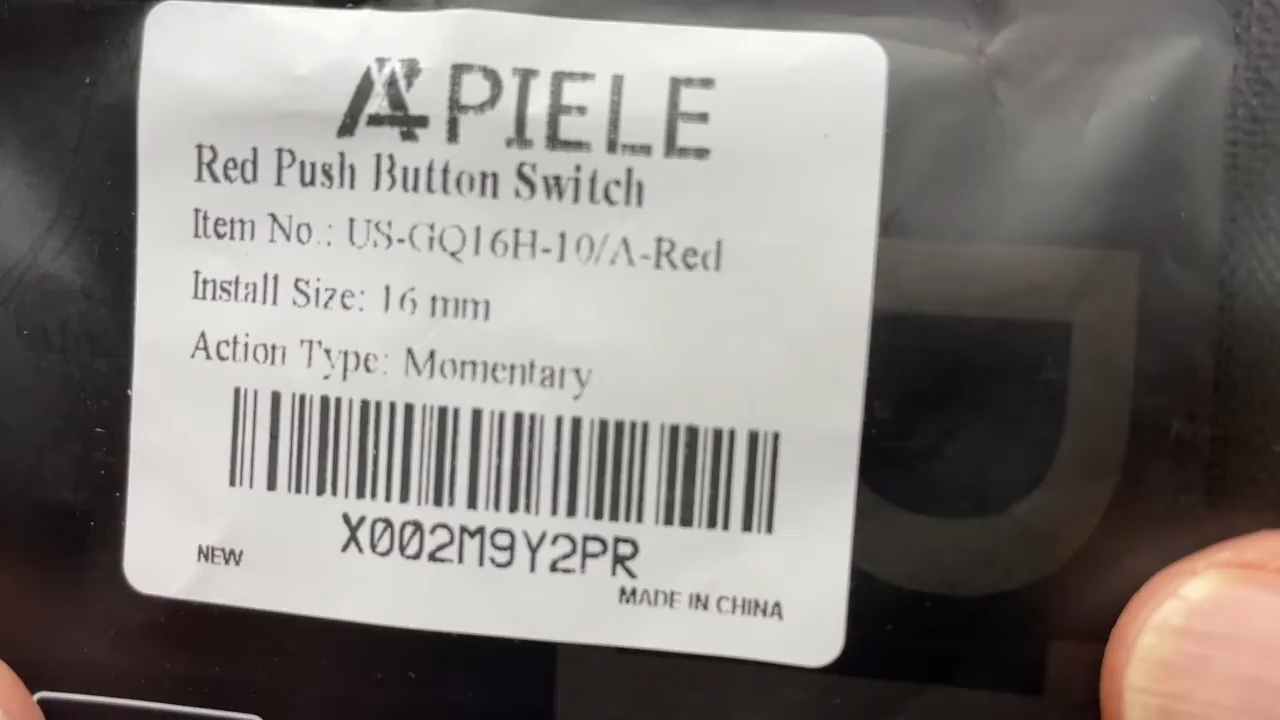 APIELE
Red Push Button Switch
Item No.: US-GQ16H-10/A-Red
Install Size: 16 mm
Action Type: Momentary
X002M9Y2PR
NEW
MADE IN CHINA